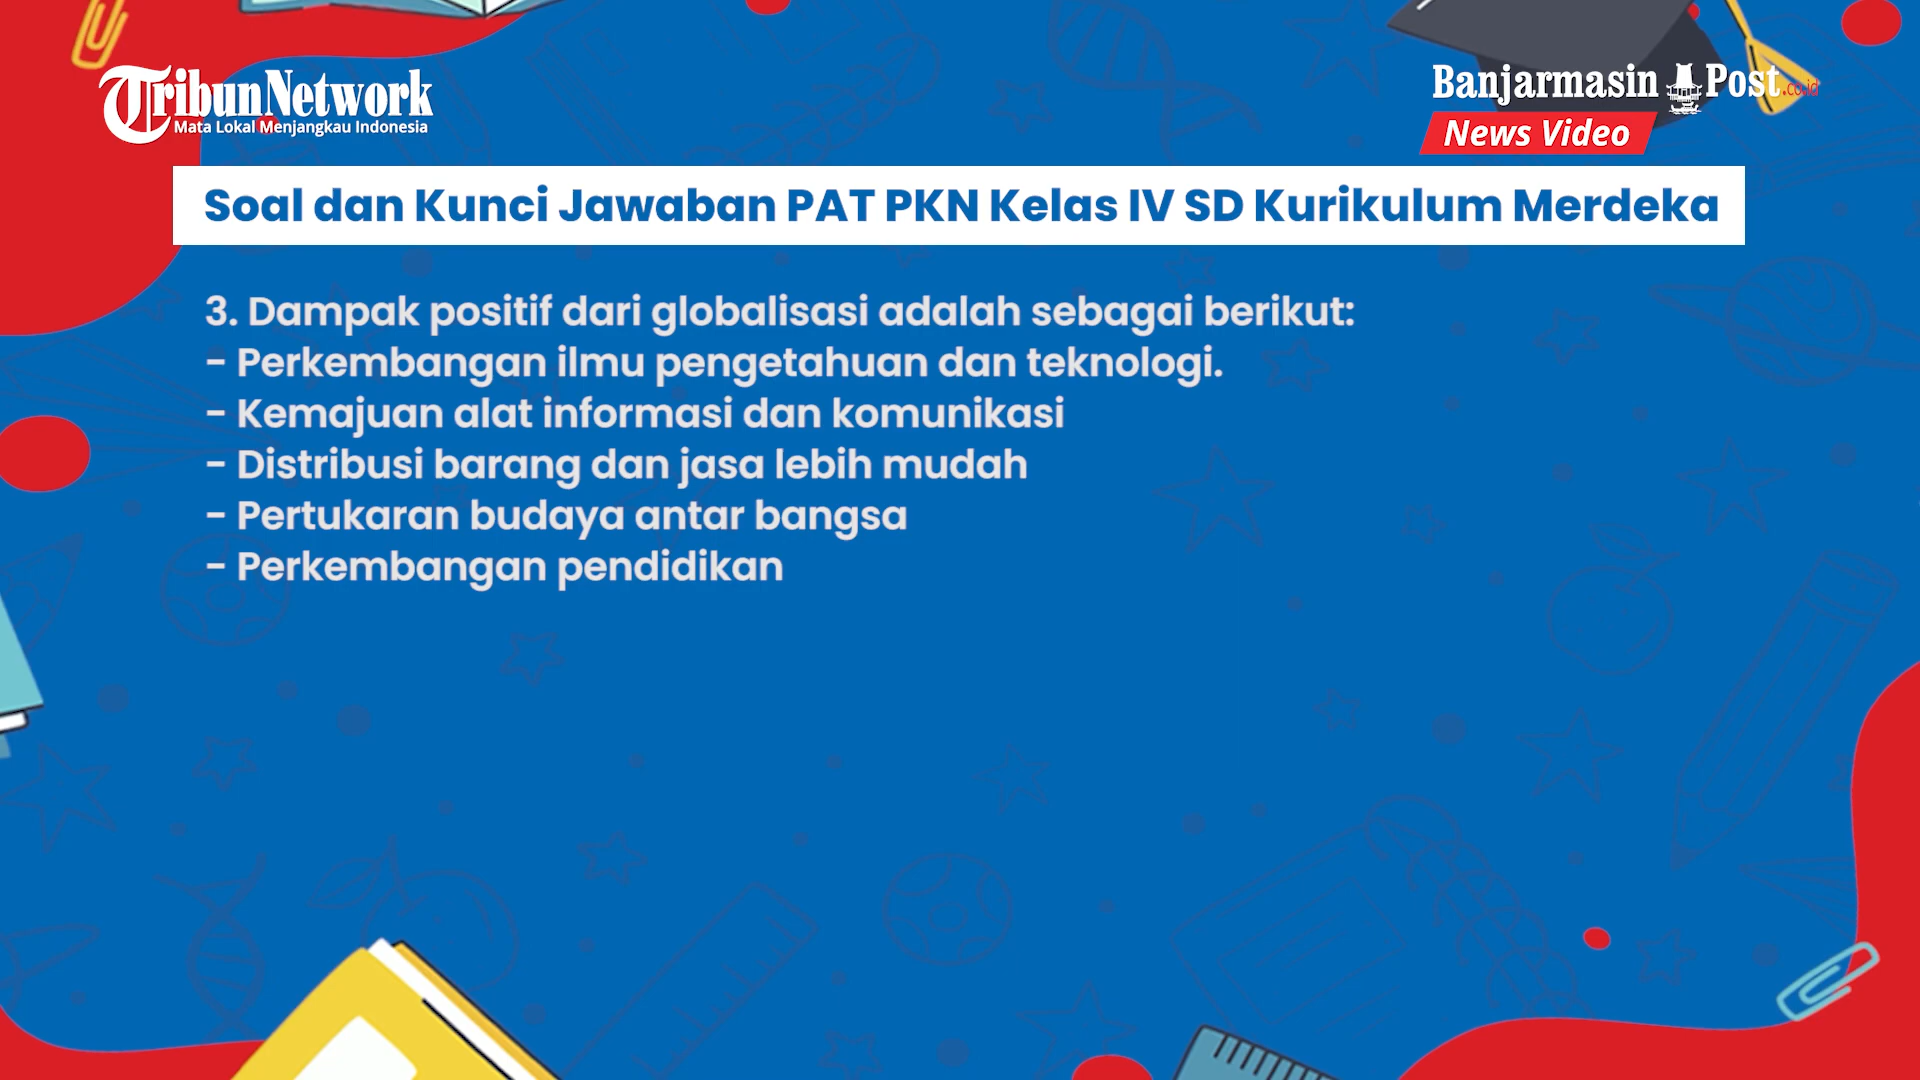 TribunNetwork
Mata Lokal Menjangkau Indonesia
Banjarmasin Post.co.id
News Video
Soal dan Kunci Jawaban PAT PKN Kelas IV SD Kurikulum Merdeka
3. Dampak positif dari globalisasi adalah sebagai berikut:
- Perkembangan ilmu pengetahuan dan teknologi.
- Kemajuan alat informasi dan komunikasi
- Distribusi barang dan jasa lebih mudah
- Pertukaran budaya antar bangsa
- Perkembangan pendidikan